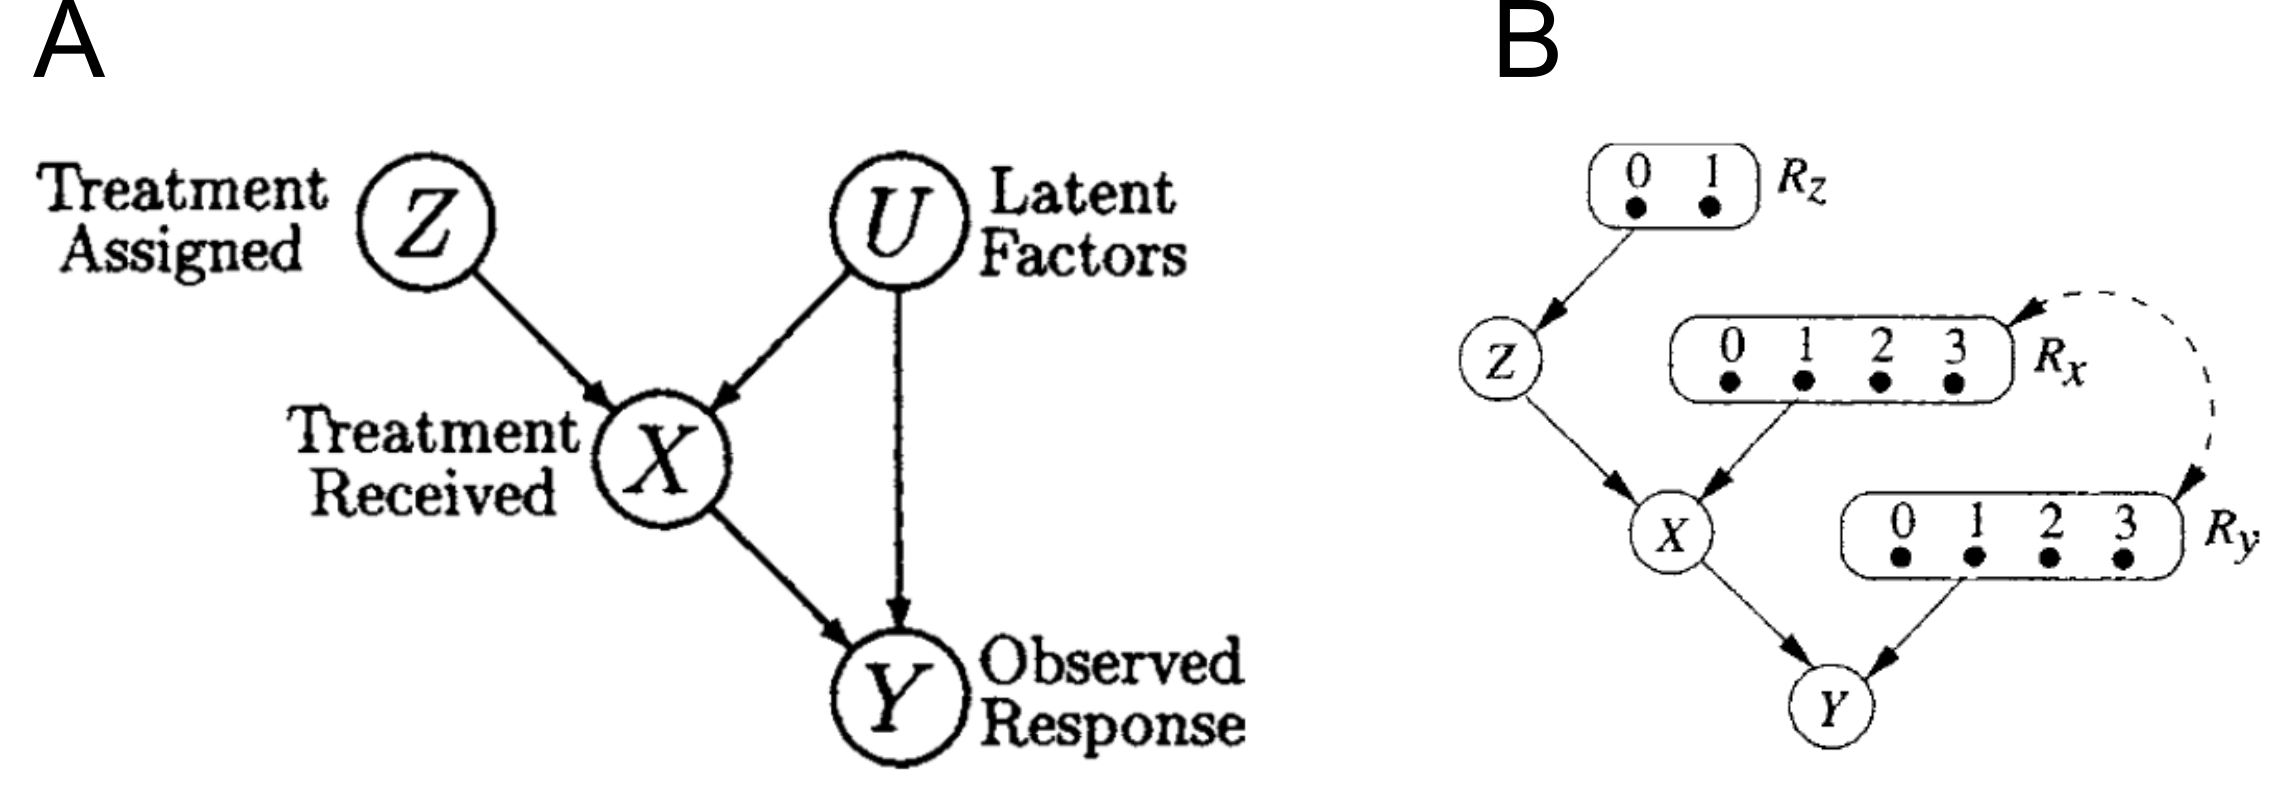 A
Treatment
Assigned
Z
U
Latent
Factors
Treatment
Received
X
Y
Observed
Response
B
0 1
R_z
Z
0 1 2 3
R_x
X
0 1 2 3
R_y
Y